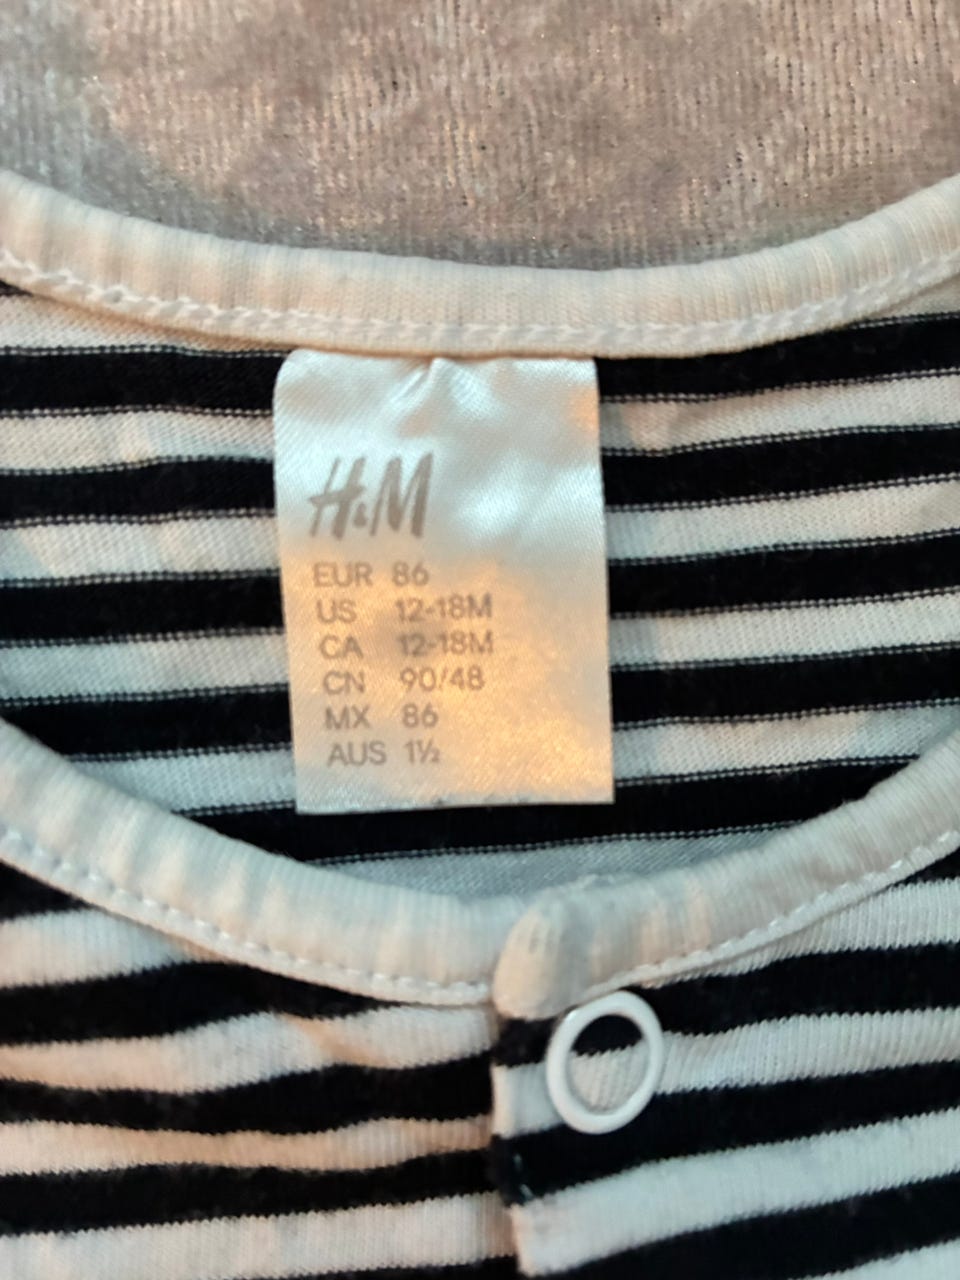 H&M
EUR 86
US 12-18M
CA 12-18M
CN 90/48
MX 86
AUS 1½